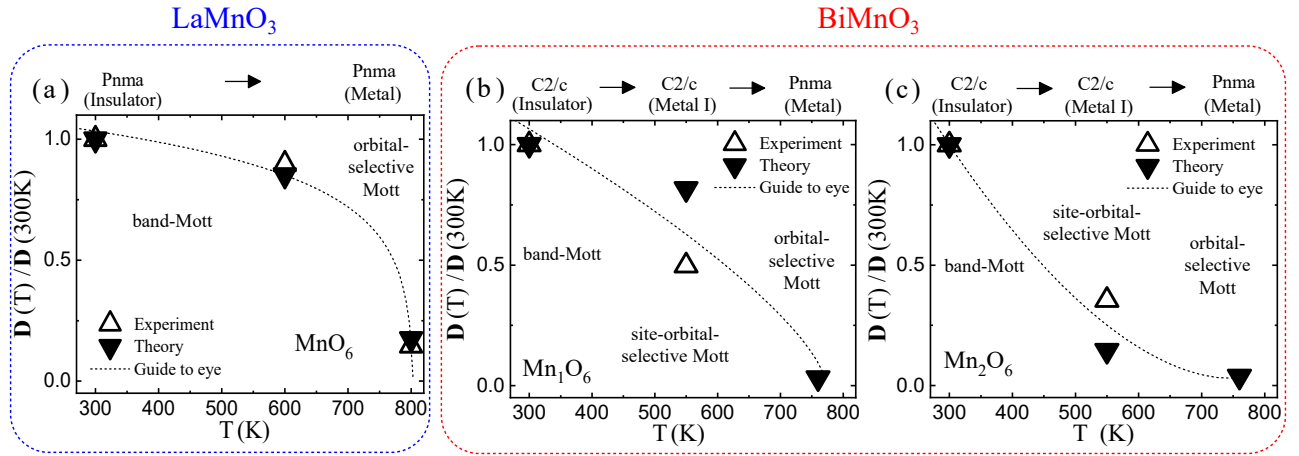 LaMnO3
BiMnO3
(a)
Pnma
(Insulator)
Pnma
(Metal)
D (T) / D (300K)
1.0
0.5
0.0
orbital-
selective
Mott
band-Mott
Experiment
Theory
Guide to eye
MnO6
300 400 500 600 700 800
T (K)
(b)
C2/c
(Insulator)
C2/c
(Metal I)
Pnma
(Metal)
D (T) / D (300K)
1.0
0.5
0.0
Experiment
Theory
Guide to eye
band-Mott
orbital-
selective
Mott
site-orbital-
selective Mott
Mn1O6
300 400 500 600 700 800
T (K)
(c)
C2/c
(Insulator)
C2/c
(Metal I)
Pnma
(Metal)
D (T) / D (300K)
1.0
0.5
0.0
Experiment
Theory
Guide to eye
site-orbital-
selective Mott
band-Mott
orbital-
selective
Mott
Mn2O6
300 400 500 600 700 800
T (K)